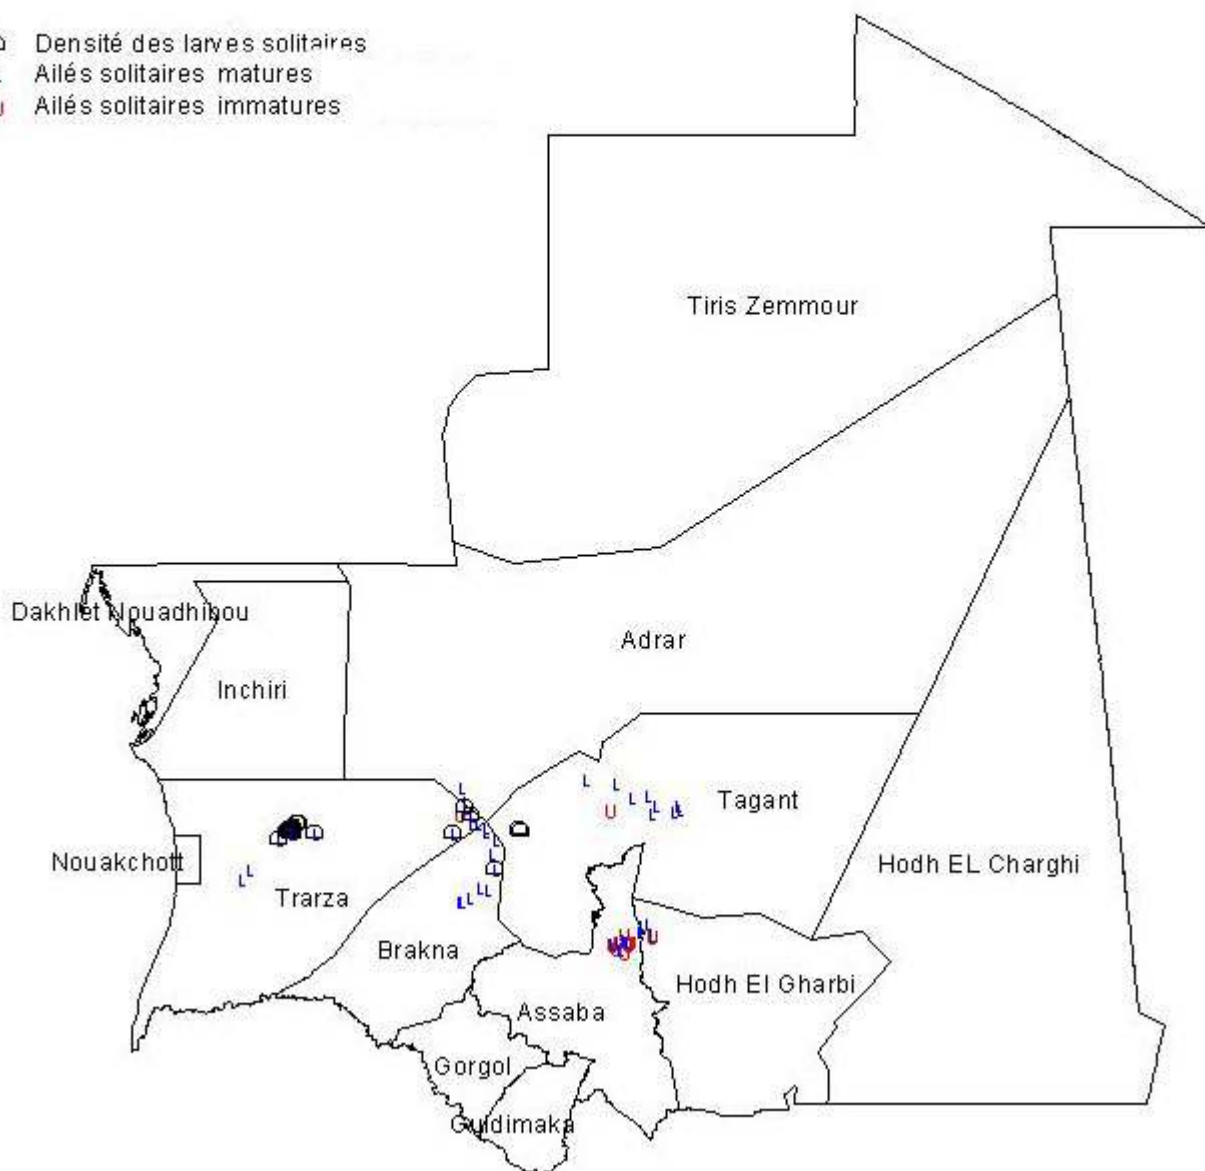 Densité des larves solitaires
L Ailés solitaires matures
U Ailés solitaires immatures
Tiris Zemmour
Dakhlet Nouadhibou
Adrar
Inchiri
Tagant
Nouakchott
Hodh EL Charghi
Trarza
Brakna
Hodh El Gharbi
Assaba
Gorgol
Guidimaka